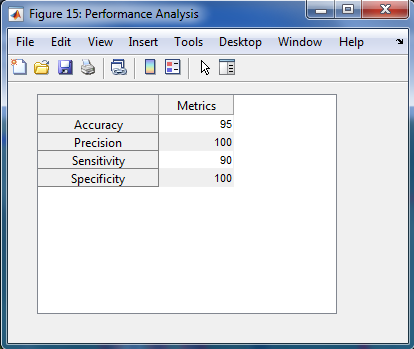 Figure 15: Performance Analysis
File Edit View Insert Tools Desktop Window Help
Metrics
Accuracy 95
Precision 100
Sensitivity 90
Specificity 100